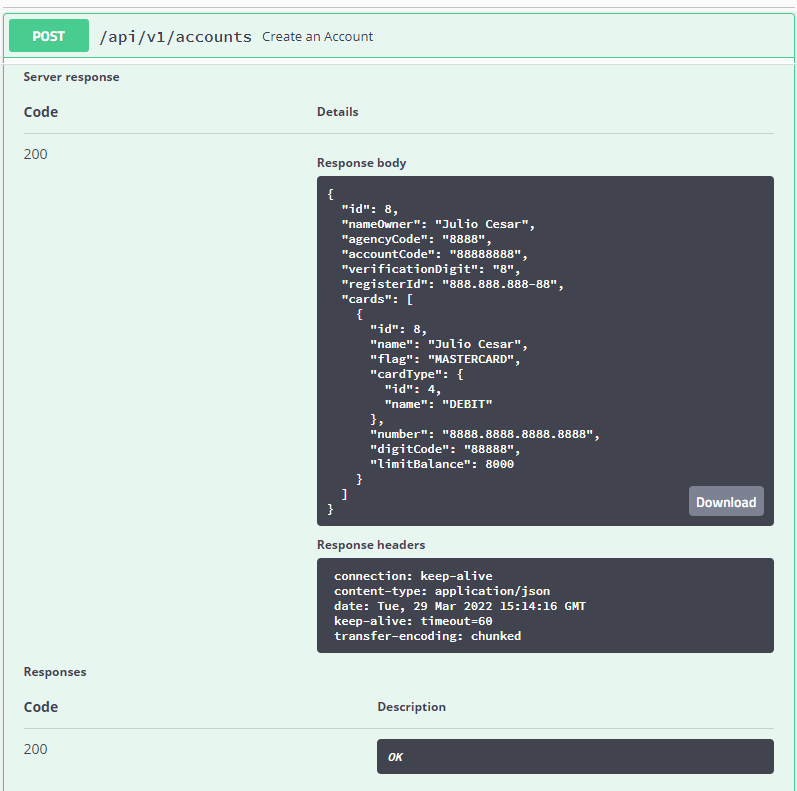 POST /api/v1/accounts Create an Account
Server response
Code Details
200
Response body
{
  "id": 8,
  "nameOwner": "Julio Cesar",
  "agencyCode": "8888",
  "accountCode": "88888888",
  "verificationDigit": "8",
  "registerId": "888.888.888-88",
  "cards": [
    {
      "id": 8,
      "name": "Julio Cesar",
      "flag": "MASTERCARD",
      "cardType": {
        "id": 4,
        "name": "DEBIT"
      },
      "number": "8888.8888.8888.8888",
      "digitCode": "88888",
      "limitBalance": 8000
    }
  ]
}
Download
Response headers
connection: keep-alive
content-type: application/json
date: Tue, 29 Mar 2022 15:14:16 GMT
keep-alive: timeout=60
transfer-encoding: chunked
Responses
Code Description
200
OK